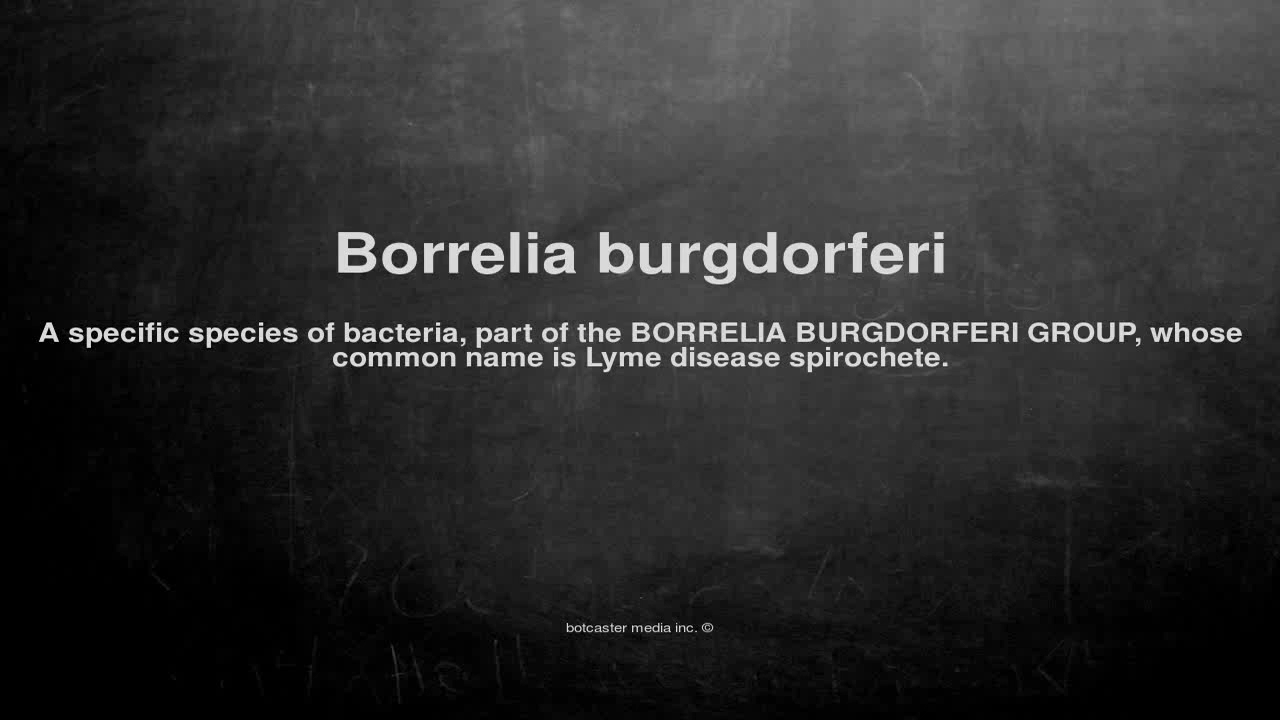 Borrelia burgdorferi
A specific species of bacteria, part of the BORRELIA BURGDORFERI GROUP, whose
common name is Lyme disease spirochete.
botcaster media inc. ©